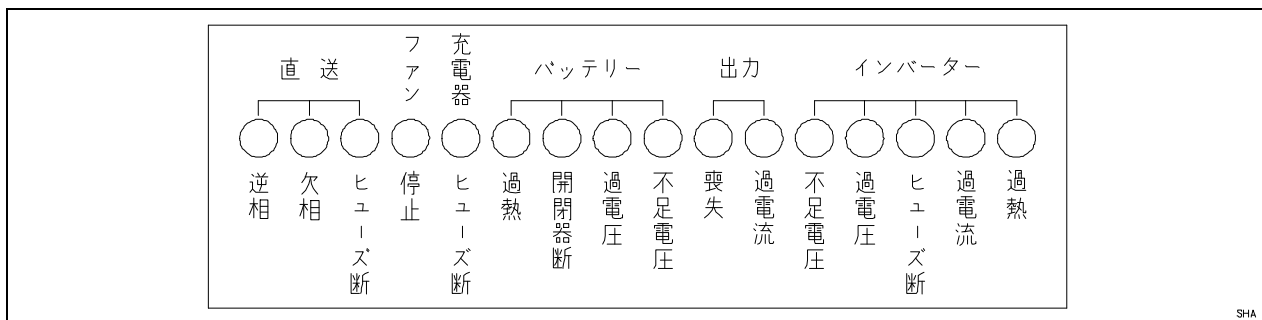 直送
ファン
充電器
バッテリー
出力
インバーター
逆相
欠相
ヒューズ断
停止
ヒューズ断
過熱
開閉器断
過電圧
不足電圧
喪失
過電流
不足電圧
過電圧
ヒューズ断
過電流
過熱
SHA